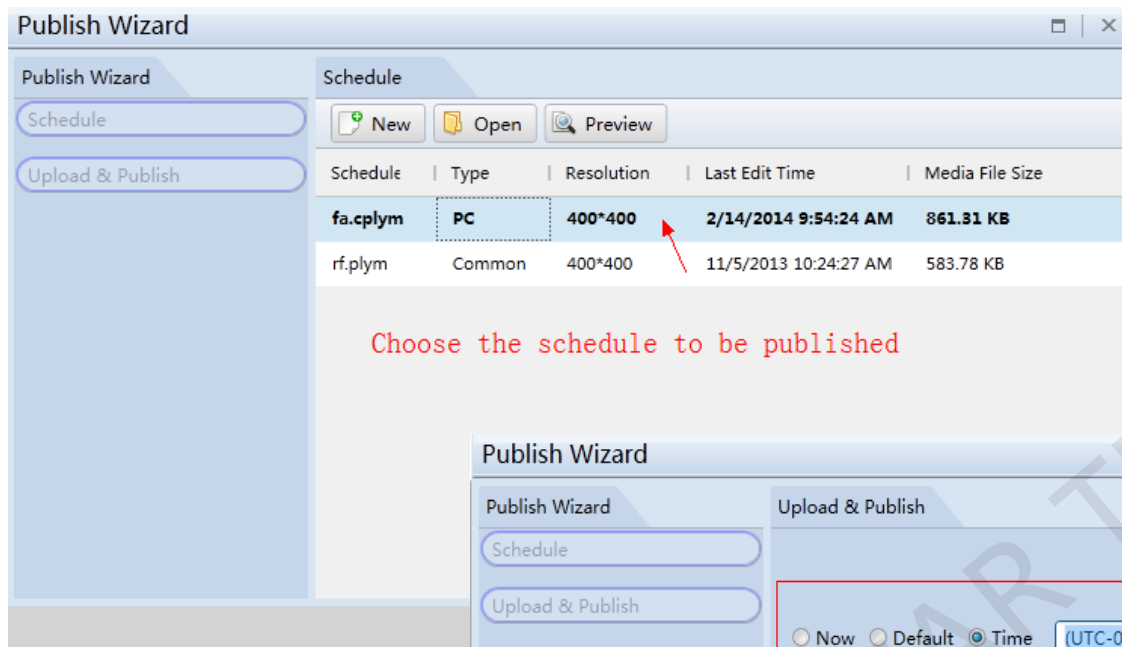 Publish Wizard
Publish Wizard
Schedule
Schedule
Upload & Publish
New Open Preview
Schedule Type Resolution Last Edit Time Media File Size
fa.cplym PC 400*400 2/14/2014 9:54:24 AM 861.31 KB
rf.plym Common 400*400 11/5/2013 10:24:27 AM 583.78 KB
Choose the schedule to be published
Publish Wizard
Publish Wizard
Upload & Publish
Schedule
Upload & Publish
Now Default Time (UTC-0
AR T